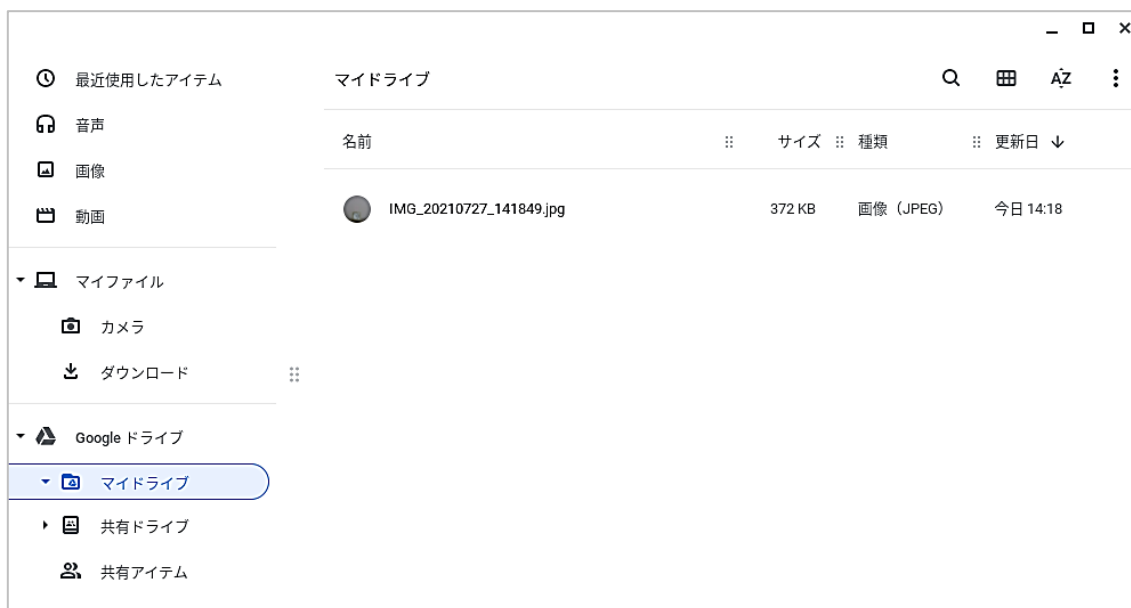 最近使用したアイテム
音声
画像
動画
マイファイル
カメラ
ダウンロード
Google ドライブ
マイドライブ
共有ドライブ
共有アイテム
マイドライブ
AZ
名前 サイズ 種類 更新日
IMG_20210727_141849.jpg 372 KB 画像（JPEG） 今日 14:18